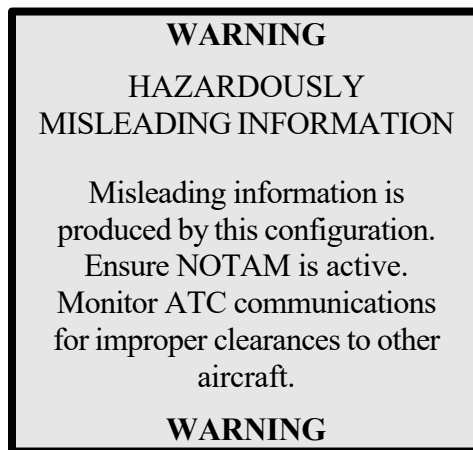 WARNING
HAZARDOUSLY
MISLEADING INFORMATION
Misleading information is
produced by this configuration.
Ensure NOTAM is active.
Monitor ATC communications
for improper clearances to other
aircraft.
WARNING